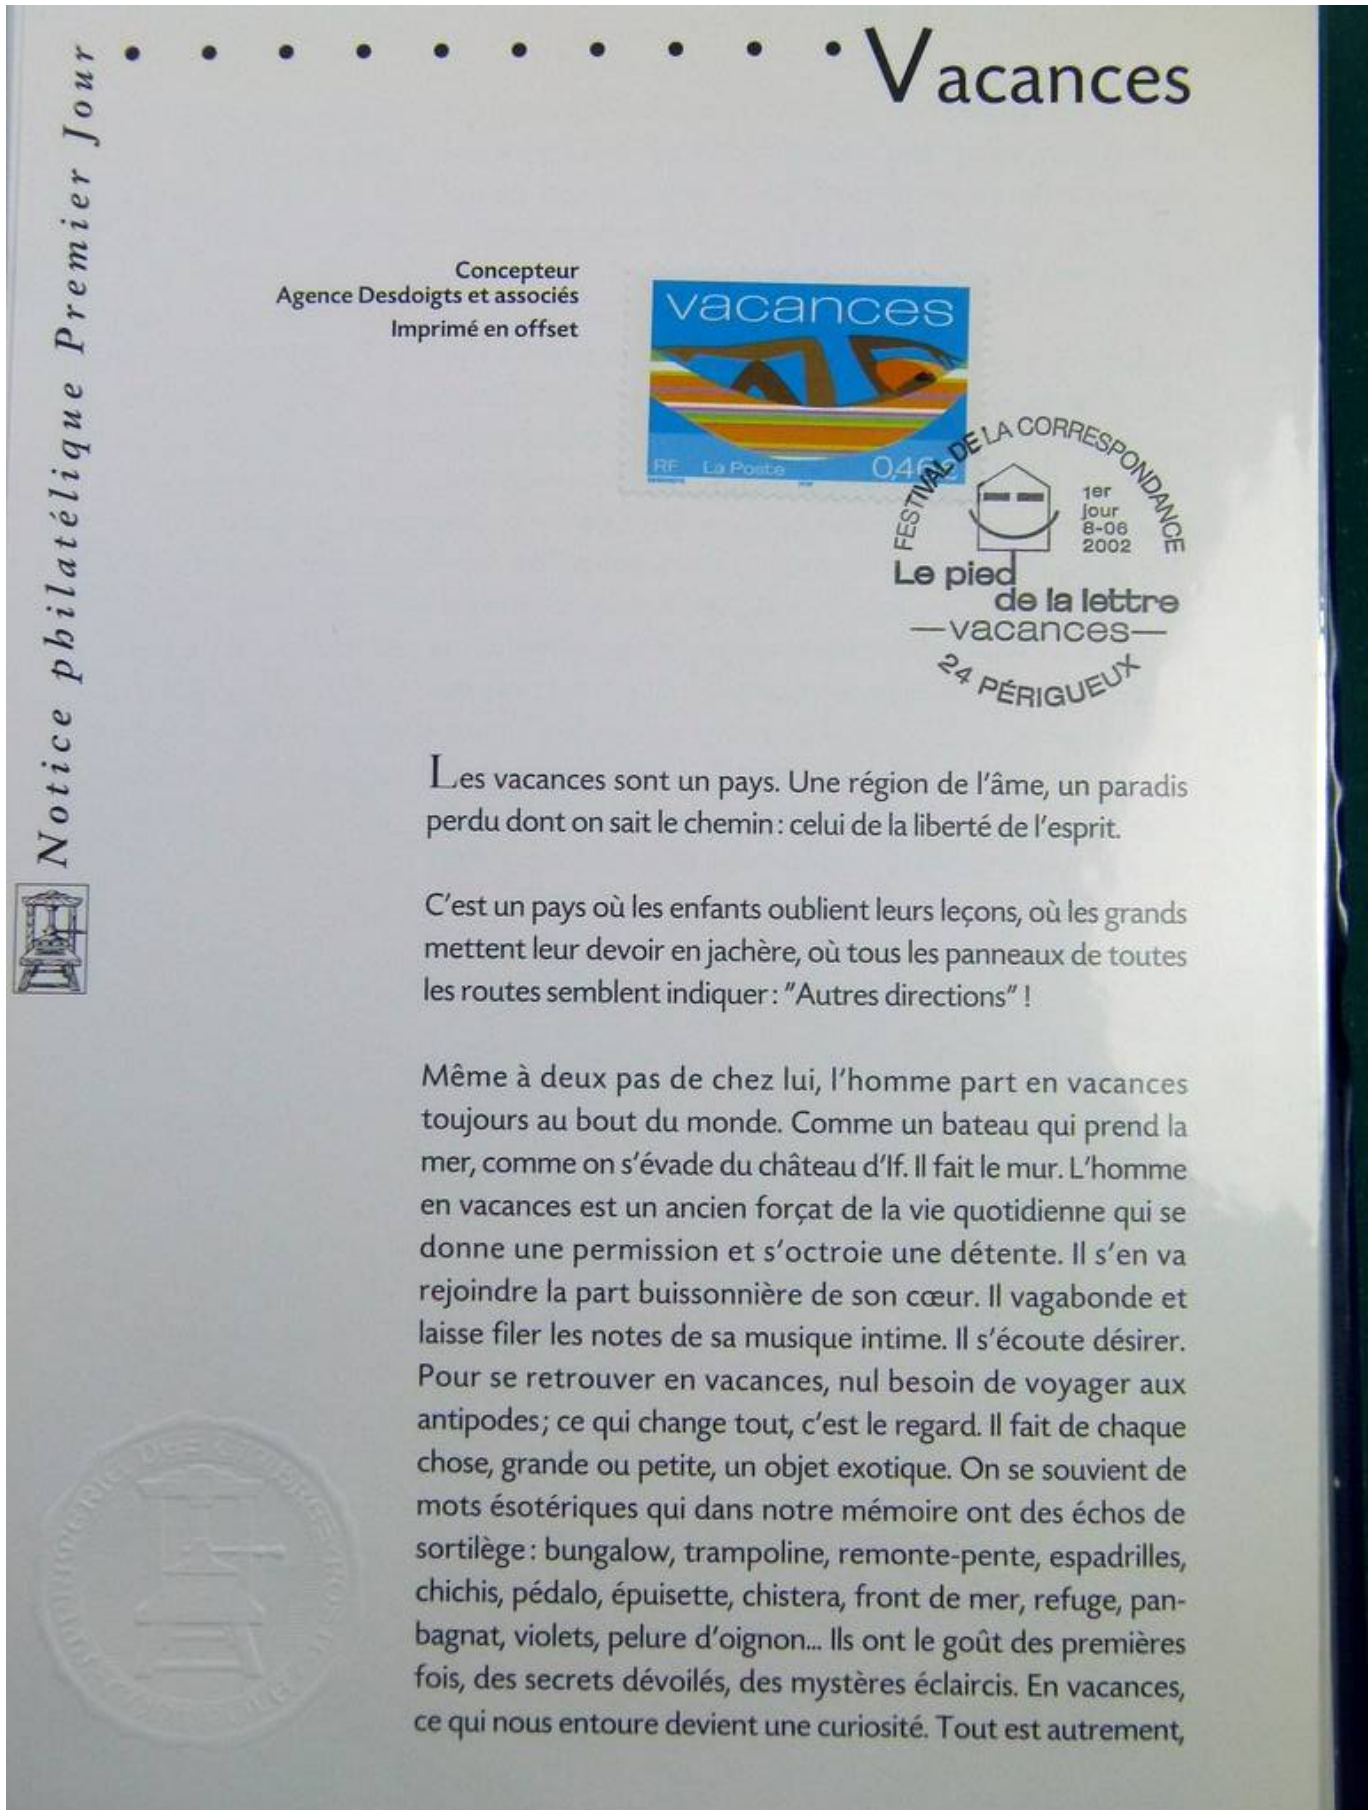 Vacances
Notice philatélique Premier Jour
Concepteur
Agence Desdoigts et associés
Imprimé en offset
vacances
RF La Poste 0,46€
FESTIVAL DE LA CORRESPONDANCE
1er
jour
8-06
2002
Le pied
de la lettre
—vacances—
24 PÉRIGUEUX
Les vacances sont un pays. Une région de l'âme, un paradis
perdu dont on sait le chemin : celui de la liberté de l'esprit.
C'est un pays où les enfants oublient leurs leçons, où les grands
mettent leur devoir en jachère, où tous les panneaux de toutes
les routes semblent indiquer : "Autres directions" !
Même à deux pas de chez lui, l'homme part en vacances
toujours au bout du monde. Comme un bateau qui prend la
mer, comme on s'évade du château d'If. Il fait le mur. L'homme
en vacances est un ancien forçat de la vie quotidienne qui se
donne une permission et s'octroie une détente. Il s'en va
rejoindre la part buissonnière de son cœur. Il vagabonde et
laisse filer les notes de sa musique intime. Il s'écoute désirer.
Pour se retrouver en vacances, nul besoin de voyager aux
antipodes ; ce qui change tout, c'est le regard. Il fait de chaque
chose, grande ou petite, un objet exotique. On se souvient de
mots ésotériques qui dans notre mémoire ont des échos de
sortilège : bungalow, trampoline, remonte-pente, espadrilles,
chichis, pédalo, épuisette, chistera, front de mer, refuge, pan-
bagnat, violets, pelure d'oignon... Ils ont le goût des premières
fois, des secrets dévoilés, des mystères éclaircis. En vacances,
ce qui nous entoure devient une curiosité. Tout est autrement,